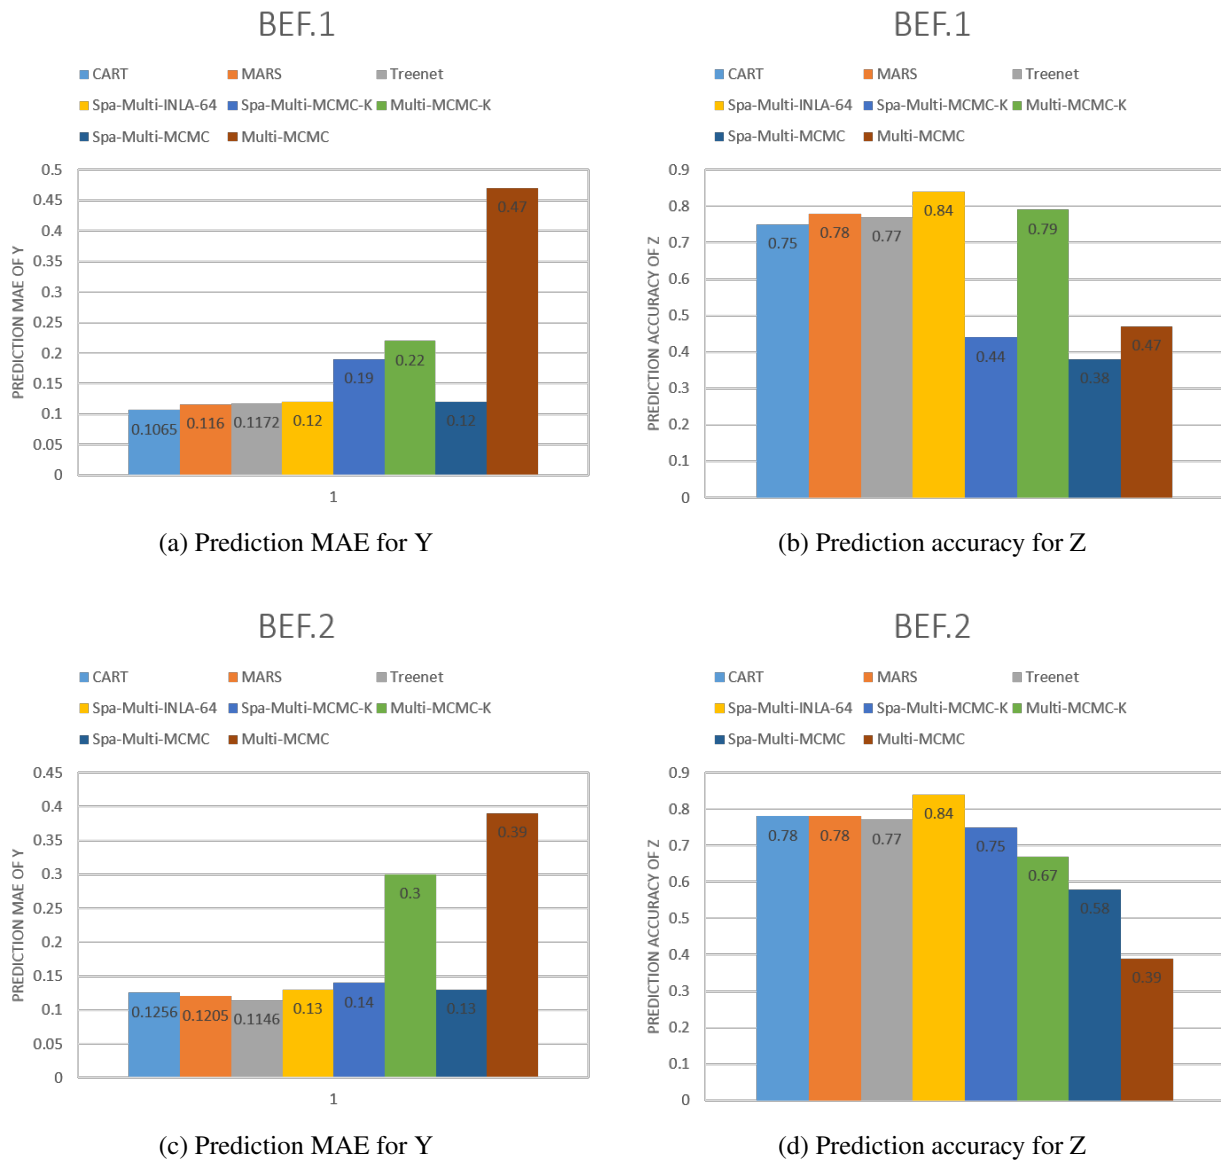 BEF.1
CART MARS Treenet
Spa-Multi-INLA-64 Spa-Multi-MCMC-K Multi-MCMC-K
Spa-Multi-MCMC Multi-MCMC
PREDICTION MAE OF Y
0.5
0.45
0.4
0.35
0.3
0.25
0.2
0.15
0.1
0.05
0
0.1065 0.116 0.1172 0.12 0.19 0.22 0.12 0.47
1
(a) Prediction MAE for Y
BEF.1
CART MARS Treenet
Spa-Multi-INLA-64 Spa-Multi-MCMC-K Multi-MCMC-K
Spa-Multi-MCMC Multi-MCMC
PREDICTION ACCURACY OF Z
0.9
0.8
0.7
0.6
0.5
0.4
0.3
0.2
0.1
0
0.75 0.78 0.77 0.84 0.44 0.79 0.38 0.47
(b) Prediction accuracy for Z
BEF.2
CART MARS Treenet
Spa-Multi-INLA-64 Spa-Multi-MCMC-K Multi-MCMC-K
Spa-Multi-MCMC Multi-MCMC
PREDICTION MAE OF Y
0.45
0.4
0.35
0.3
0.25
0.2
0.15
0.1
0.05
0
0.1256 0.1205 0.1146 0.13 0.14 0.3 0.13 0.39
1
(c) Prediction MAE for Y
BEF.2
CART MARS Treenet
Spa-Multi-INLA-64 Spa-Multi-MCMC-K Multi-MCMC-K
Spa-Multi-MCMC Multi-MCMC
PREDICTION ACCURACY OF Z
0.9
0.8
0.7
0.6
0.5
0.4
0.3
0.2
0.1
0
0.78 0.78 0.77 0.84 0.75 0.67 0.58 0.39
(d) Prediction accuracy for Z